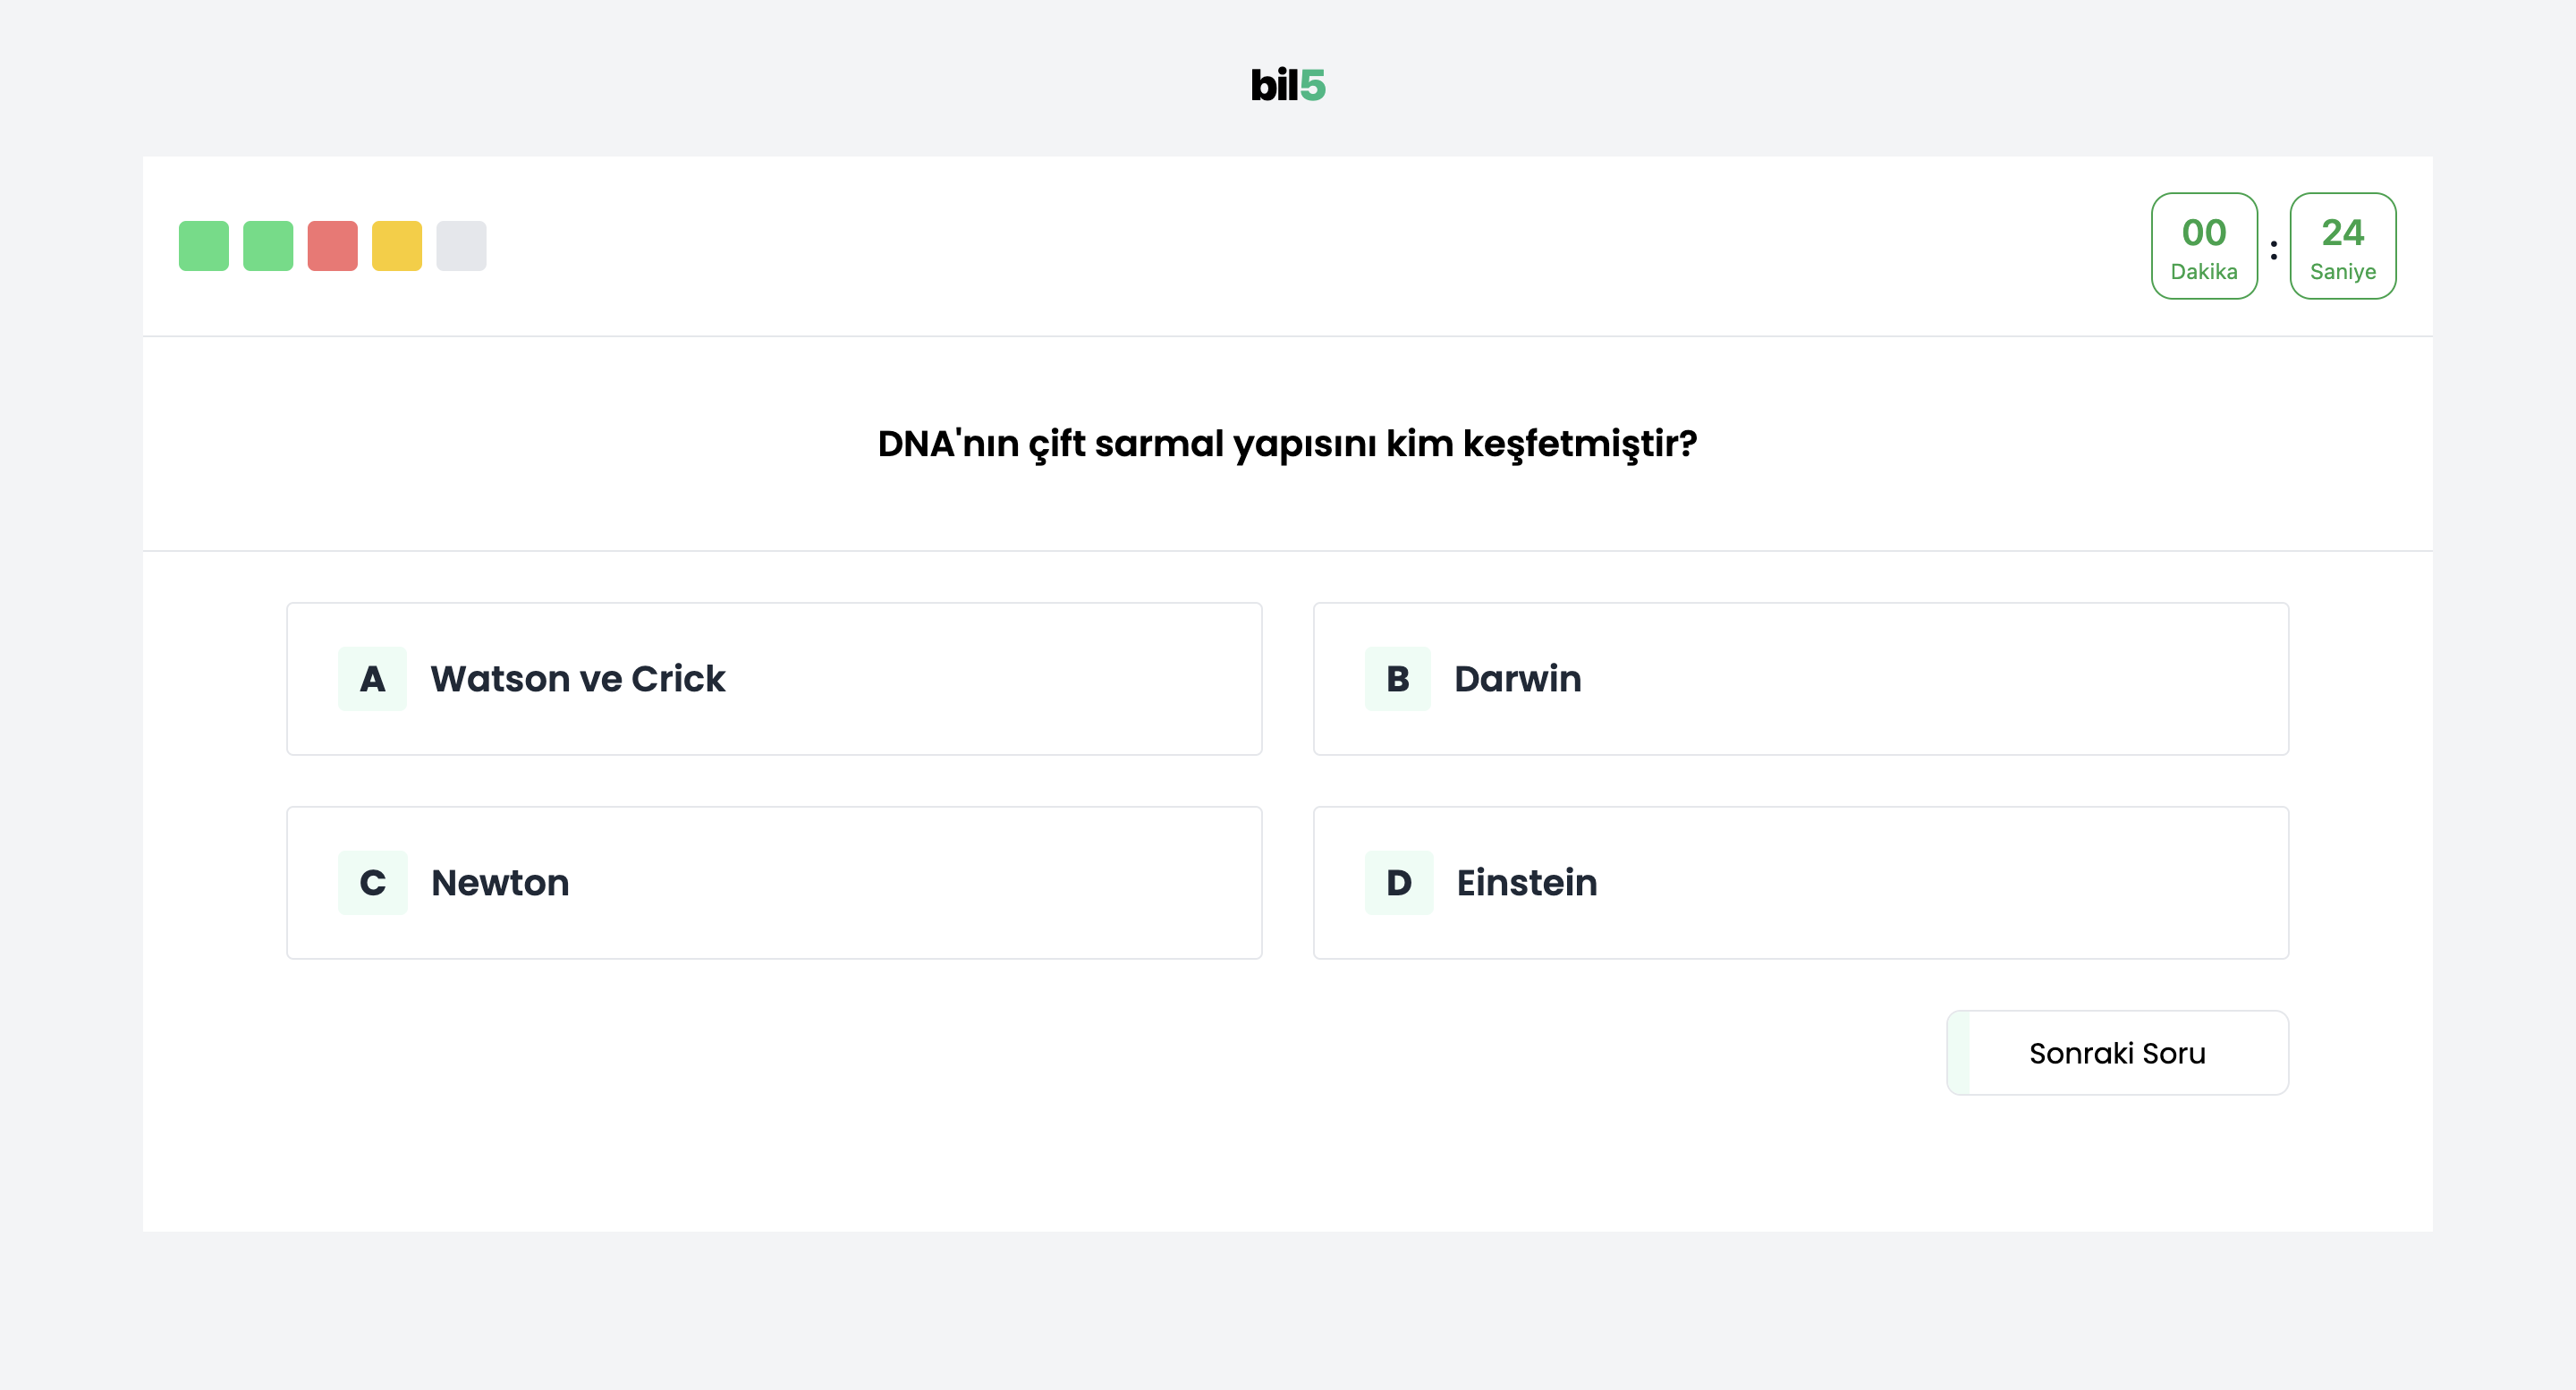 bil5
00
Dakika
:
24
Saniye
DNA'nın çift sarmal yapısını kim keşfetmiştir?
A Watson ve Crick
B Darwin
C Newton
D Einstein
Sonraki Soru